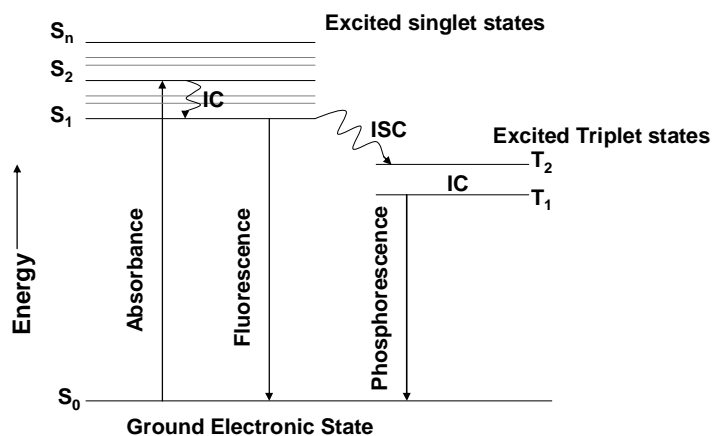 Sn
Excited singlet states
S2
IC
S1
ISC
Excited Triplet states
T2
IC
T1
Energy
Absorbance
Fluorescence
Phosphorescence
S0
Ground Electronic State